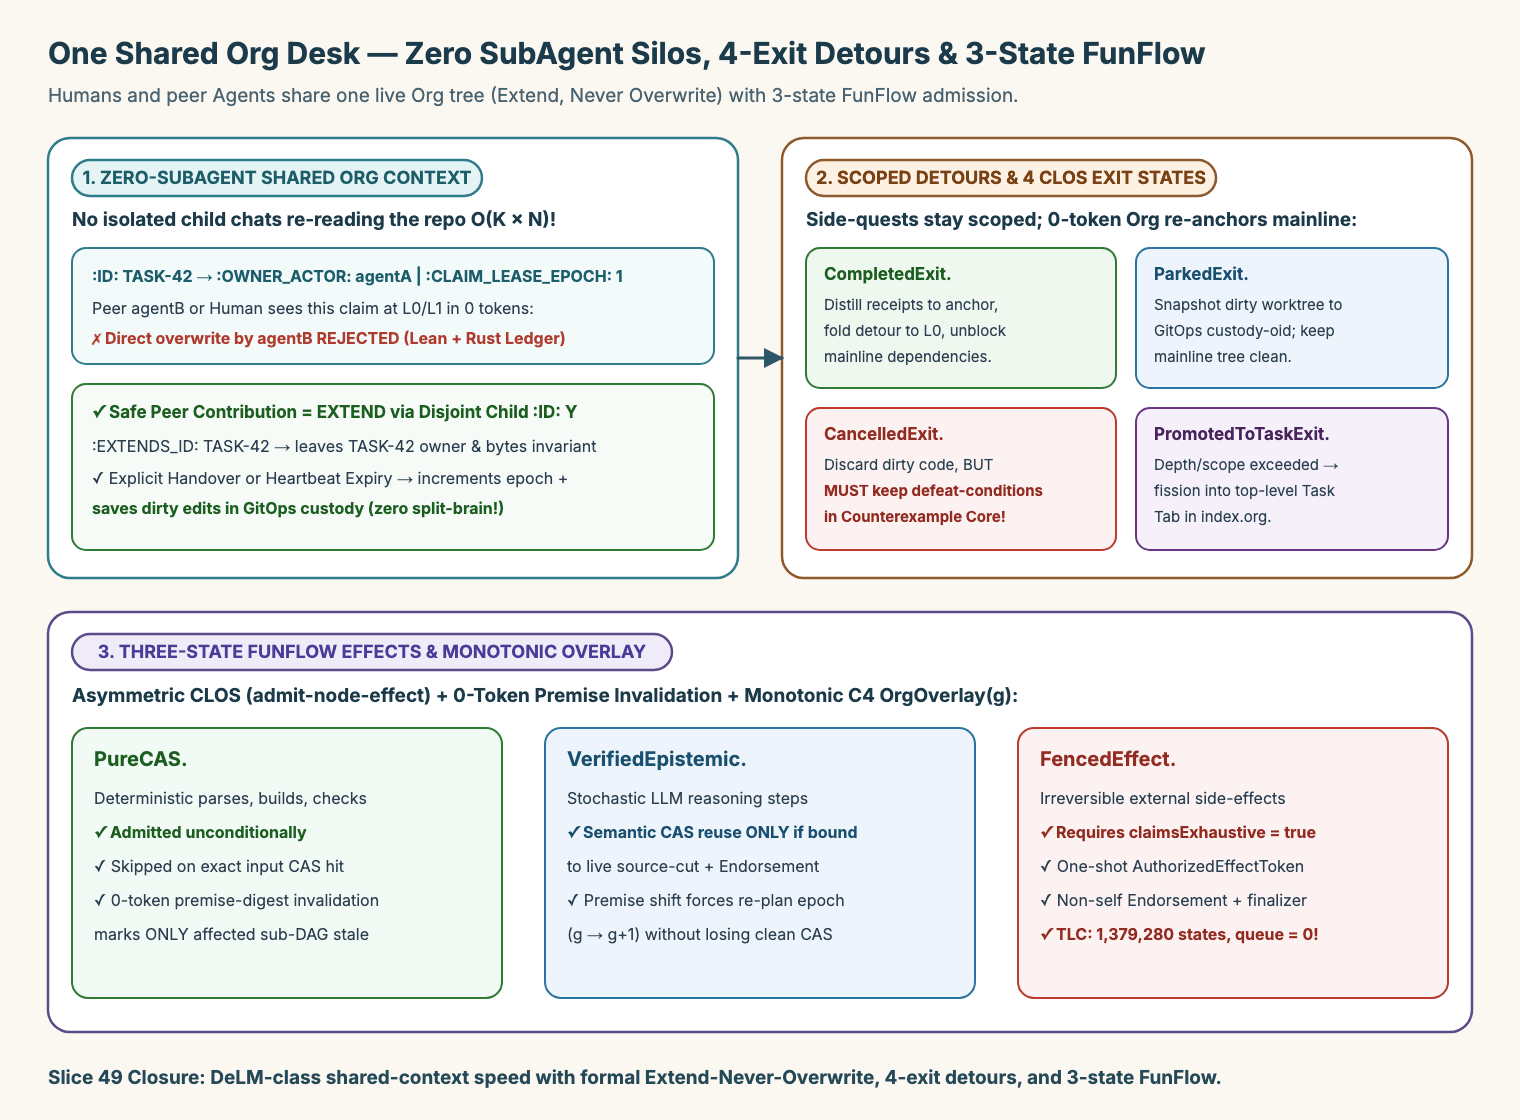 One Shared Org Desk — Zero SubAgent Silos, 4-Exit Detours & 3-State FunFlow
Humans and peer Agents share one live Org tree (Extend, Never Overwrite) with 3-state FunFlow admission.
1. ZERO-SUBAGENT SHARED ORG CONTEXT
No isolated child chats re-reading the repo O(K × N)!
:ID: TASK-42 → :OWNER_ACTOR: agentA | :CLAIM_LEASE_EPOCH: 1
Peer agentB or Human sees this claim at L0/L1 in 0 tokens:
✗ Direct overwrite by agentB REJECTED (Lean + Rust Ledger)
✓ Safe Peer Contribution = EXTEND via Disjoint Child :ID: Y
:EXTENDS_ID: TASK-42 → leaves TASK-42 owner & bytes invariant
✓ Explicit Handover or Heartbeat Expiry → increments epoch +
saves dirty edits in GitOps custody (zero split-brain!)
2. SCOPED DETOURS & 4 CLOS EXIT STATES
Side-quests stay scoped; 0-token Org re-anchors mainline:
CompletedExit.
Distill receipts to anchor,
fold detour to L0, unblock
mainline dependencies.
ParkedExit.
Snapshot dirty worktree to
GitOps custody-oid; keep
mainline tree clean.
CancelledExit.
Discard dirty code, BUT
MUST keep defeat-conditions
in Counterexample Core!
PromotedToTaskExit.
Depth/scope exceeded →
fission into top-level Task
Tab in index.org.
3. THREE-STATE FUNFLOW EFFECTS & MONOTONIC OVERLAY
Asymmetric CLOS (admit-node-effect) + 0-Token Premise Invalidation + Monotonic C4 OrgOverlay(g):
PureCAS.
Deterministic parses, builds, checks
✓ Admitted unconditionally
✓ Skipped on exact input CAS hit
✓ 0-token premise-digest invalidation
marks ONLY affected sub-DAG stale
VerifiedEpistemic.
Stochastic LLM reasoning steps
✓ Semantic CAS reuse ONLY if bound
to live source-cut + Endorsement
✓ Premise shift forces re-plan epoch
(g → g+1) without losing clean CAS
FencedEffect.
Irreversible external side-effects
✓ Requires claimsExhaustive = true
✓ One-shot AuthorizedEffectToken
✓ Non-self Endorsement + finalizer
✓ TLC: 1,379,280 states, queue = 0!
Slice 49 Closure: DeLM-class shared-context speed with formal Extend-Never-Overwrite, 4-exit detours, and 3-state FunFlow.